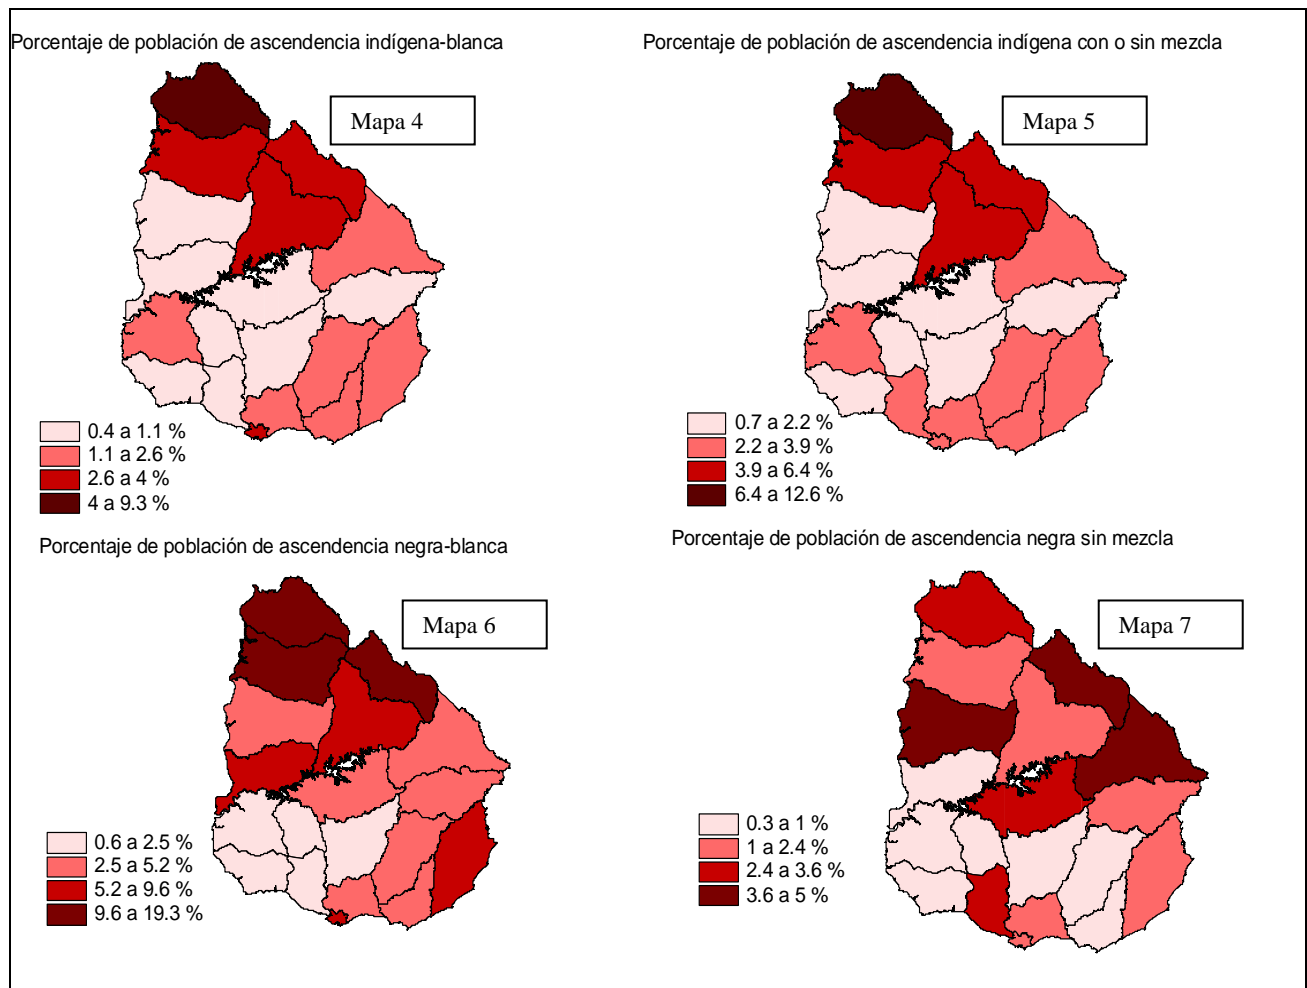 Porcentaje de población de ascendencia indígena-blanca
Mapa 4
0.4 a 1.1 %
1.1 a 2.6 %
2.6 a 4 %
4 a 9.3 %
Porcentaje de población de ascendencia indígena con o sin mezcla
Mapa 5
0.7 a 2.2 %
2.2 a 3.9 %
3.9 a 6.4 %
6.4 a 12.6 %
Porcentaje de población de ascendencia negra-blanca
Mapa 6
0.6 a 2.5 %
2.5 a 5.2 %
5.2 a 9.6 %
9.6 a 19.3 %
Porcentaje de población de ascendencia negra sin mezcla
Mapa 7
0.3 a 1 %
1 a 2.4 %
2.4 a 3.6 %
3.6 a 5 %